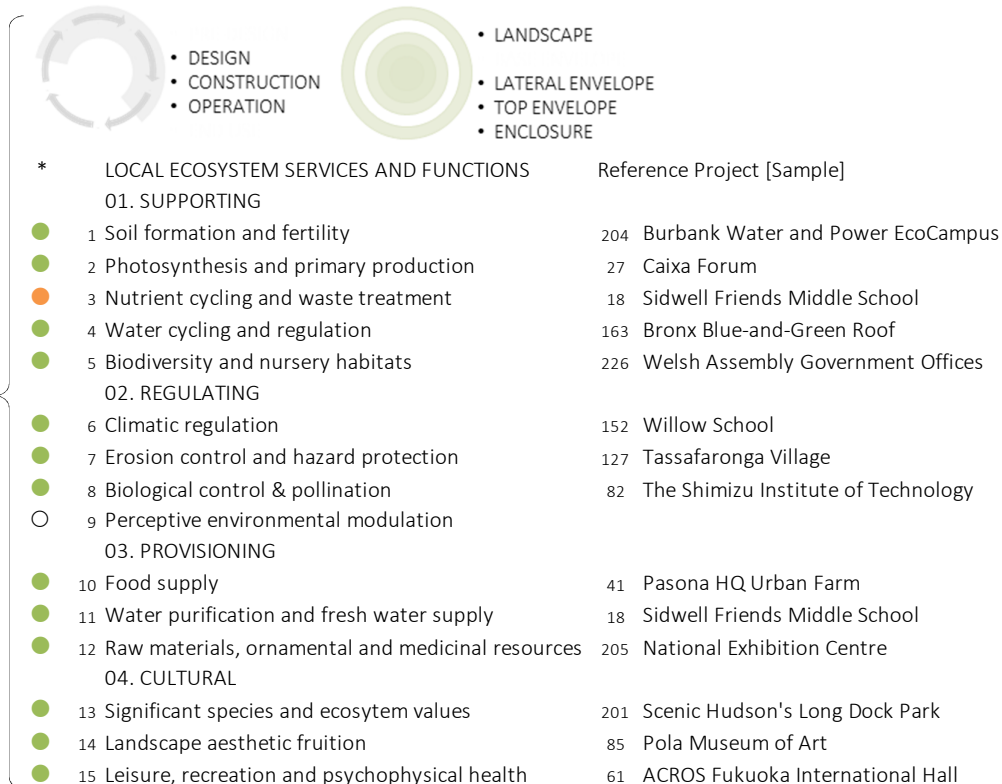 • DESIGN
• CONSTRUCTION
• OPERATION
• LANDSCAPE
• LATERAL ENVELOPE
• TOP ENVELOPE
• ENCLOSURE
* LOCAL ECOSYSTEM SERVICES AND FUNCTIONS Reference Project [Sample]
01. SUPPORTING
1 Soil formation and fertility 204 Burbank Water and Power EcoCampus
2 Photosynthesis and primary production 27 Caixa Forum
3 Nutrient cycling and waste treatment 18 Sidwell Friends Middle School
4 Water cycling and regulation 163 Bronx Blue-and-Green Roof
5 Biodiversity and nursery habitats 226 Welsh Assembly Government Offices
02. REGULATING
6 Climatic regulation 152 Willow School
7 Erosion control and hazard protection 127 Tassafaronga Village
8 Biological control & pollination 82 The Shimizu Institute of Technology
9 Perceptive environmental modulation
03. PROVISIONING
10 Food supply 41 Pasona HQ Urban Farm
11 Water purification and fresh water supply 18 Sidwell Friends Middle School
12 Raw materials, ornamental and medicinal resources 205 National Exhibition Centre
04. CULTURAL
13 Significant species and ecosytem values 201 Scenic Hudson's Long Dock Park
14 Landscape aesthetic fruition 85 Pola Museum of Art
15 Leisure, recreation and psychophysical health 61 ACROS Fukuoka International Hall